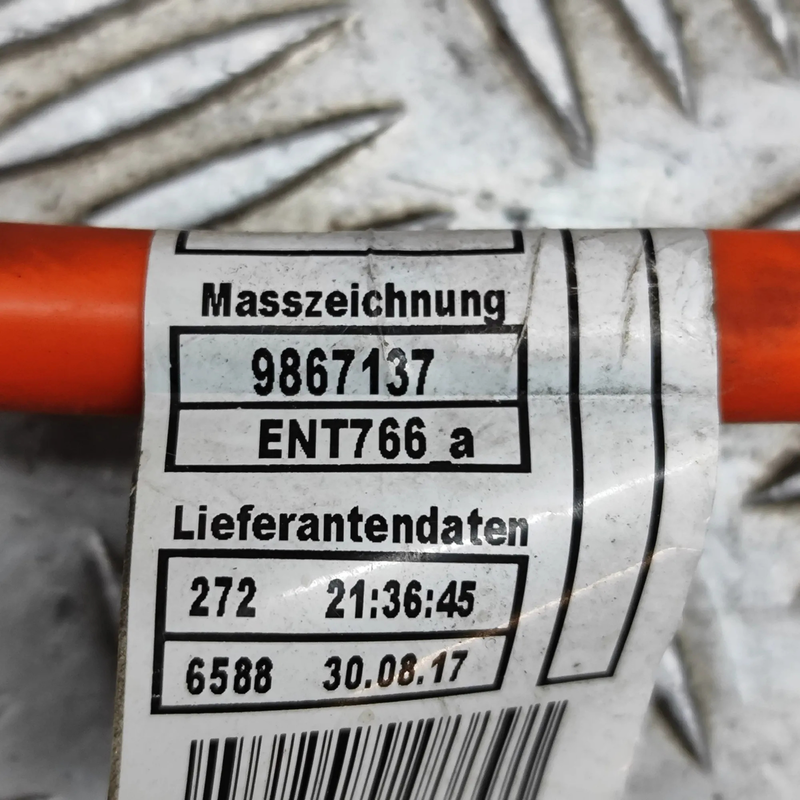 Masszeichnung
9867137
ENT766_a
Lieferantendaten
272 21:36:45
6588 30.08.17